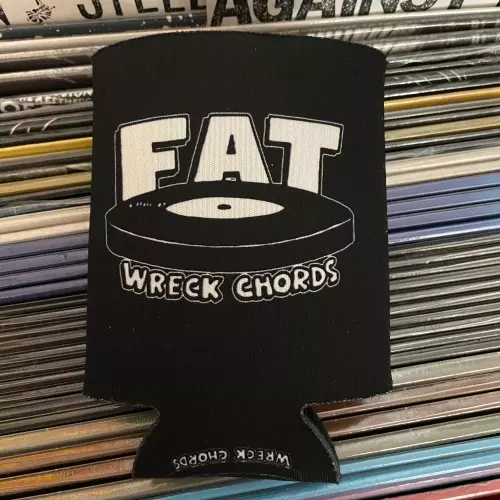 STEEL AGAINST
FAT
WRECK CHORDS
WRECK CHORDS